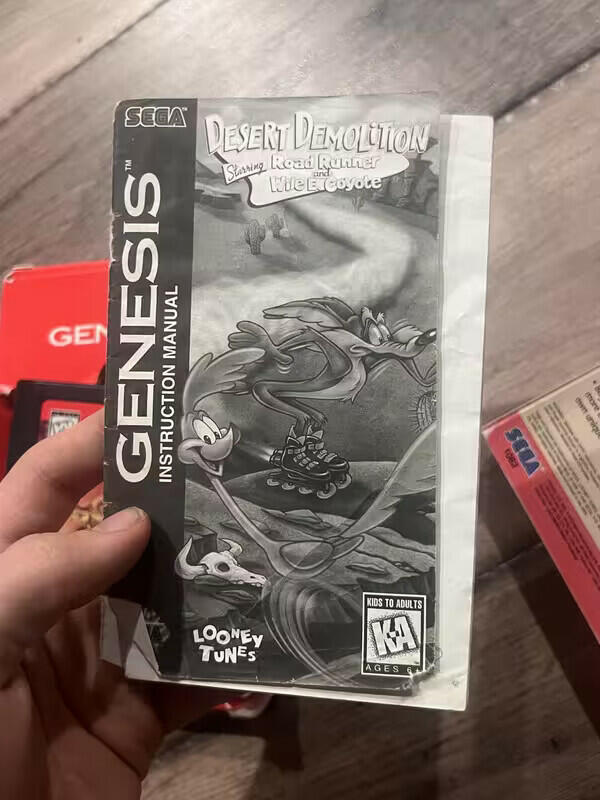 SEGA
GENESIS™
INSTRUCTION MANUAL
DESERT DEMOLITION
Starring Road Runner
and
Wile E. Coyote
LOONEY
TUNES
KIDS TO ADULTS
K-A
AGES 6+
GEN
SEGA